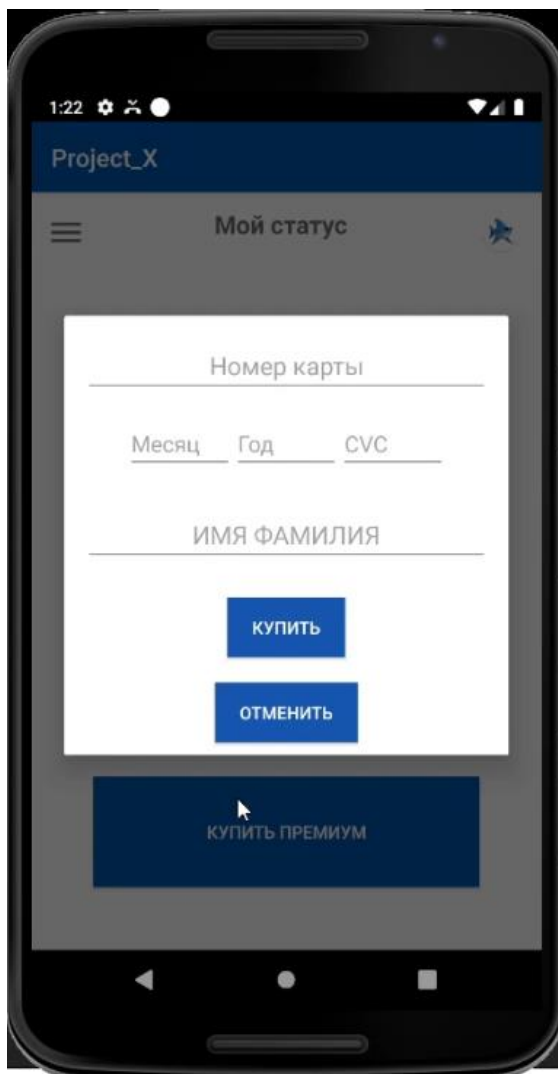 1:22
Project_X
Мой статус
Номер карты
Месяц Год CVC
ИМЯ ФАМИЛИЯ
КУПИТЬ
ОТМЕНИТЬ
КУПИТЬ ПРЕМИУМ